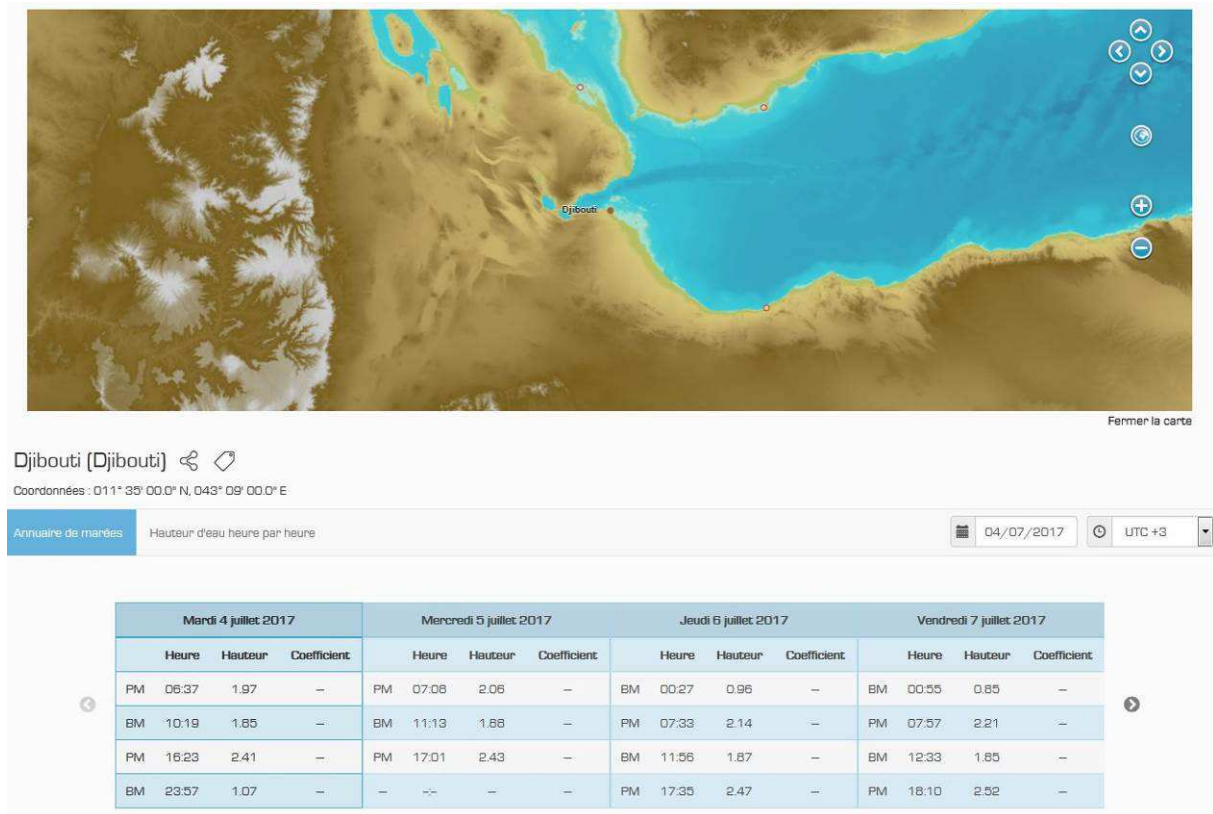 Djibouti
Fermer la carte
Djibouti (Djibouti)
Coordonnées : 011° 35' 00.0" N, 043° 09' 00.0" E
Annuaire de marées Hauteur d'eau heure par heure 04/07/2017 UTC +3
Mardi 4 juillet 2017 Mercredi 5 juillet 2017 Jeudi 6 juillet 2017 Vendredi 7 juillet 2017
Heure Hauteur Coefficient Heure Hauteur Coefficient Heure Hauteur Coefficient Heure Hauteur Coefficient
PM 06:37 1.97 — PM 07:08 2.06 — BM 00:27 0.96 — BM 00:55 0.85 —
BM 10:19 1.85 — BM 11:13 1.88 — PM 07:33 2.14 — PM 07:57 2.21 —
PM 16:23 2.41 — PM 17:01 2.43 — BM 11:56 1.87 — BM 12:33 1.85 —
BM 23:57 1.07 — — --:-- — — PM 17:35 2.47 — PM 18:10 2.52 —